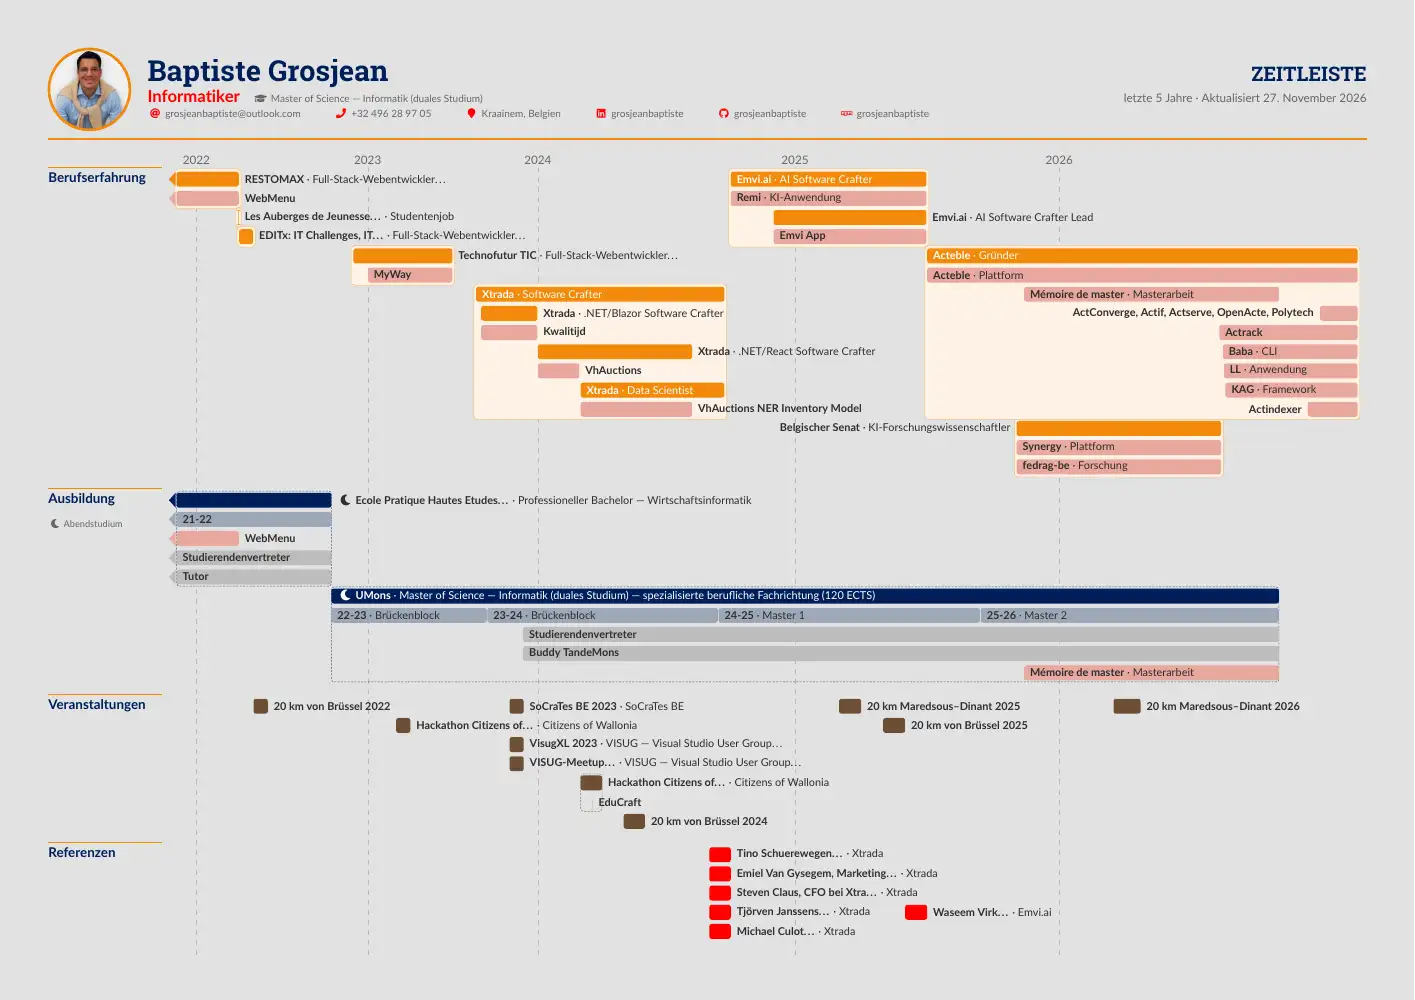 Baptiste Grosjean
ZEITLEISTE
Informatiker
Master of Science — Informatik (duales Studium)
letzte 5 Jahre · Aktualisiert 27. November 2026
grosjeanbaptiste@outlook.com
+32 496 28 97 05
Kraainem, Belgien
grosjeanbaptiste
grosjeanbaptiste
grosjeanbaptiste
2022 2023 2024 2025 2026
Berufserfahrung
RESTOMAX · Full-Stack-Webentwickler…
Emvi.ai · AI Software Crafter
WebMenu
Remi · KI-Anwendung
Les Auberges de Jeunesse… · Studentenjob
Emvi.ai · AI Software Crafter Lead
EDITx: IT Challenges, IT… · Full-Stack-Webentwickler…
Emvi App
Technofutur TIC · Full-Stack-Webentwickler…
Acteble · Gründer
MyWay
Acteble · Plattform
Xtrada · Software Crafter
Mémoire de master · Masterarbeit
Xtrada · .NET/Blazor Software Crafter
ActConverge, Actif, Actserve, OpenActe, Polytech
Kwalitijd
Actrack
Xtrada · .NET/React Software Crafter
Baba · CLI
VhAuctions
LL · Anwendung
Xtrada · Data Scientist
KAG · Framework
VhAuctions NER Inventory Model
Actindexer
Belgischer Senat · KI-Forschungswissenschaftler
Synergy · Plattform
fedrag-be · Forschung
Ausbildung
Abendstudium
Ecole Pratique Hautes Etudes… · Professioneller Bachelor — Wirtschaftsinformatik
21-22
WebMenu
Studierendenvertreter
Tutor
UMons · Master of Science — Informatik (duales Studium) — spezialisierte berufliche Fachrichtung (120 ECTS)
22-23 · Brückenblock
23-24 · Brückenblock
24-25 · Master 1
25-26 · Master 2
Studierendenvertreter
Buddy TandeMons
Mémoire de master · Masterarbeit
Veranstaltungen
20 km von Brüssel 2022
SoCraTes BE 2023 · SoCraTes BE
20 km Maredsous–Dinant 2025
20 km Maredsous–Dinant 2026
Hackathon Citizens of… · Citizens of Wallonia
20 km von Brüssel 2025
VisugXL 2023 · VISUG — Visual Studio User Group…
VISUG-Meetup… · VISUG — Visual Studio User Group…
Hackathon Citizens of… · Citizens of Wallonia
EduCraft
20 km von Brüssel 2024
Referenzen
Tino Schuerewegen… · Xtrada
Emiel Van Gysegem, Marketing… · Xtrada
Steven Claus, CFO bei Xtra… · Xtrada
Tjörven Janssens… · Xtrada
Waseem Virk… · Emvi.ai
Michael Culot… · Xtrada